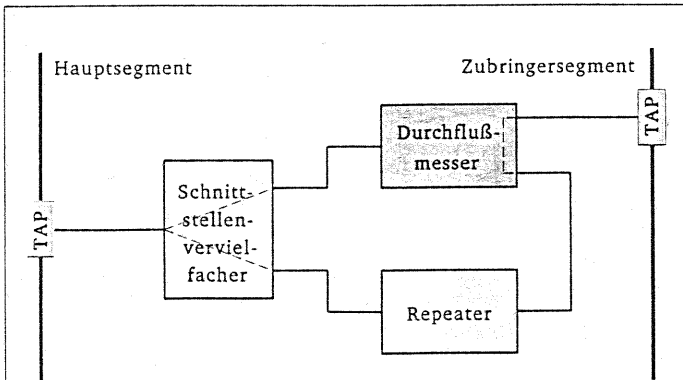 Hauptsegment
Zubringersegment
TAP
Durchfluß-
messer
Schnitt-
stellen-
verviel-
facher
TAP
Repeater